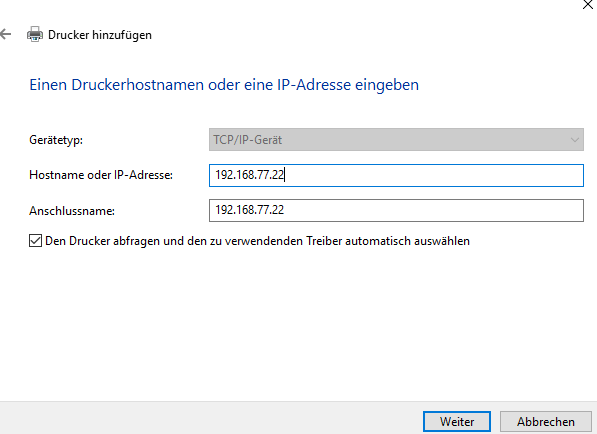 Drucker hinzufügen
Einen Druckerhostnamen oder eine IP-Adresse eingeben
Gerätetyp: TCP/IP-Gerät
Hostname oder IP-Adresse: 192.168.77.22
Anschlussname: 192.168.77.22
Den Drucker abfragen und den zu verwendenden Treiber automatisch auswählen
Weiter Abbrechen